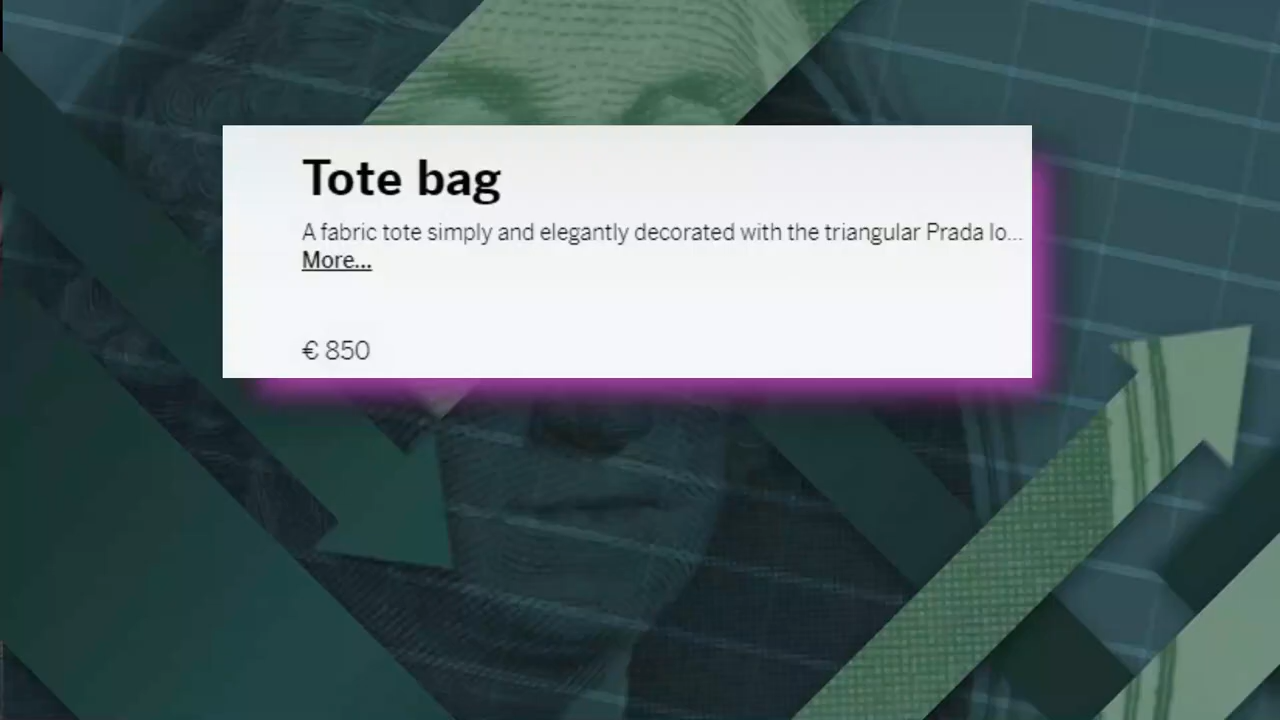 Tote bag
A fabric tote simply and elegantly decorated with the triangular Prada lo...
More...
€ 850